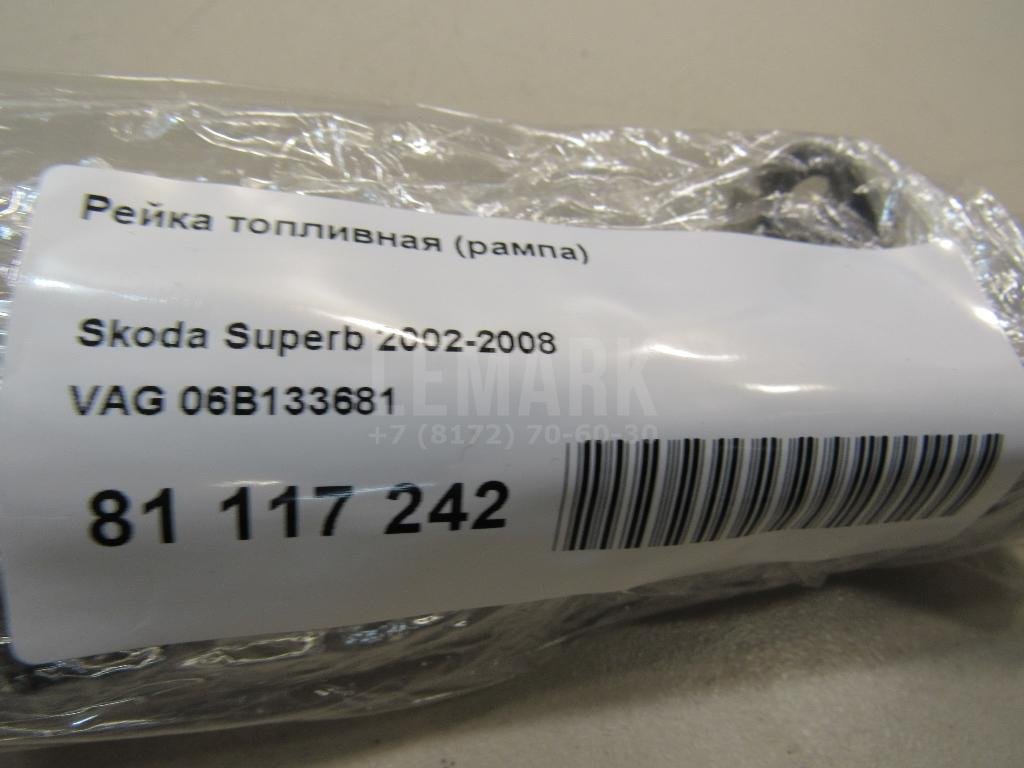 Рейка топливная (рампа)
Skoda Superb 2002-2008
LEMARK
VAG 06B133681
+7 (8172) 70-60-30
81 117 242